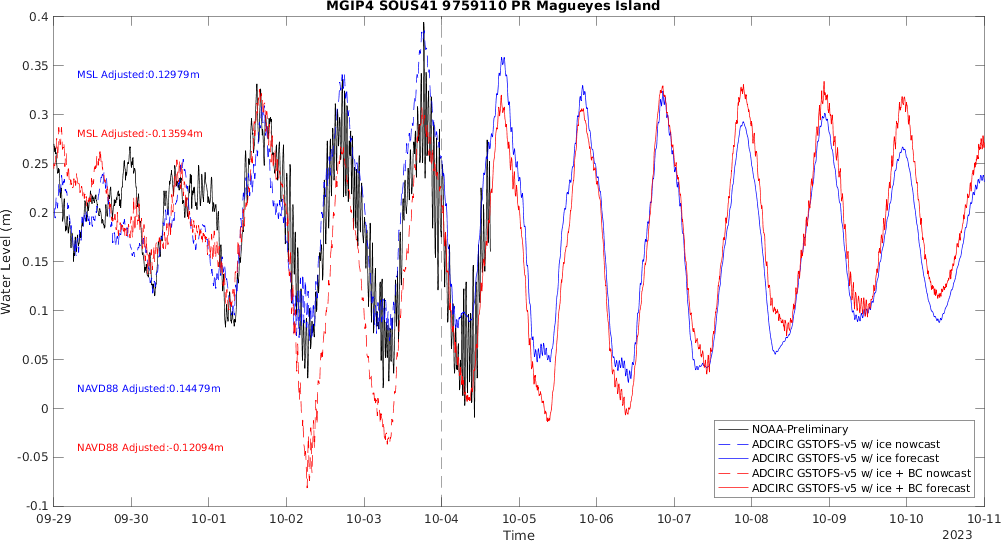 MGIP4 SOUS41 9759110 PR Magueyes Island
0.4
0.35
0.3
0.25
0.2
0.15
0.1
0.05
0
-0.05
-0.1
Water Level (m)
MSL Adjusted:0.12979m
MSL Adjusted:-0.13594m
NAVD88 Adjusted:0.14479m
NAVD88 Adjusted:-0.12094m
NOAA-Preliminary
ADCIRC GSTOFS-v5 w/ ice nowcast
ADCIRC GSTOFS-v5 w/ ice forecast
ADCIRC GSTOFS-v5 w/ ice + BC nowcast
ADCIRC GSTOFS-v5 w/ ice + BC forecast
09-29 09-30 10-01 10-02 10-03 10-04 10-05 10-06 10-07 10-08 10-09 10-10 10-11
Time
2023